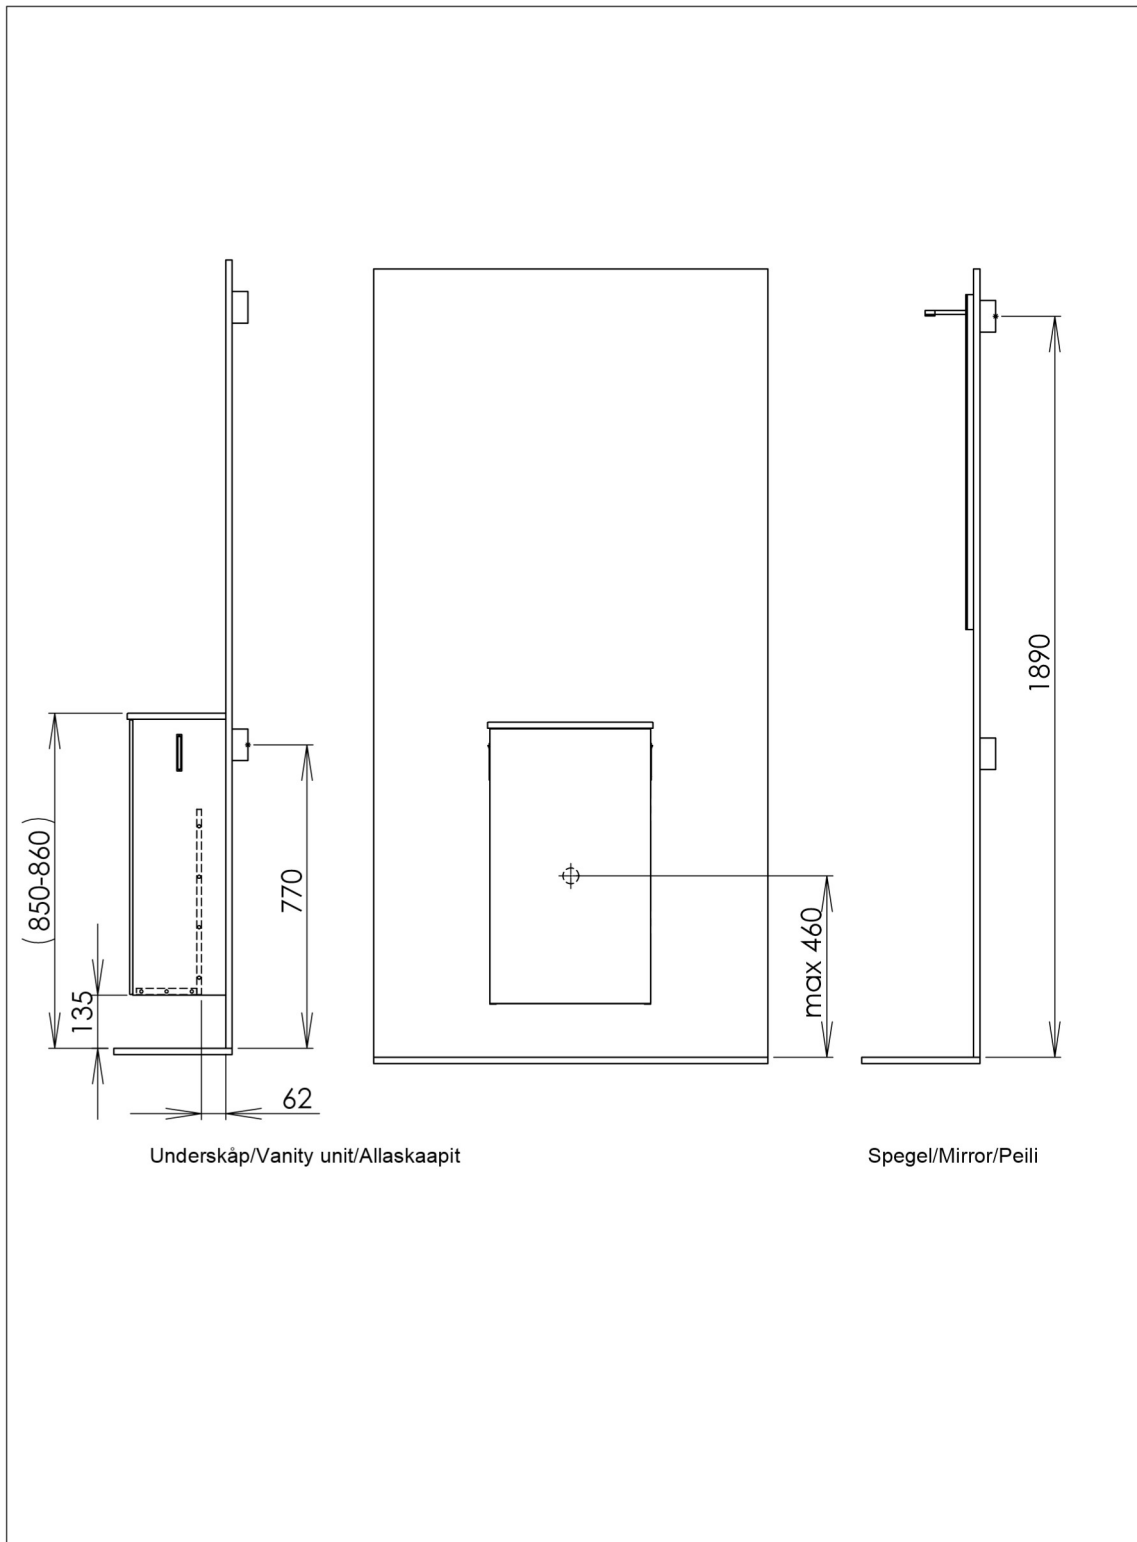 1890
(850-860)
770
max 460
135
62
Underskåp/Vanity unit/Allaskaapit
Spegel/Mirror/Peili